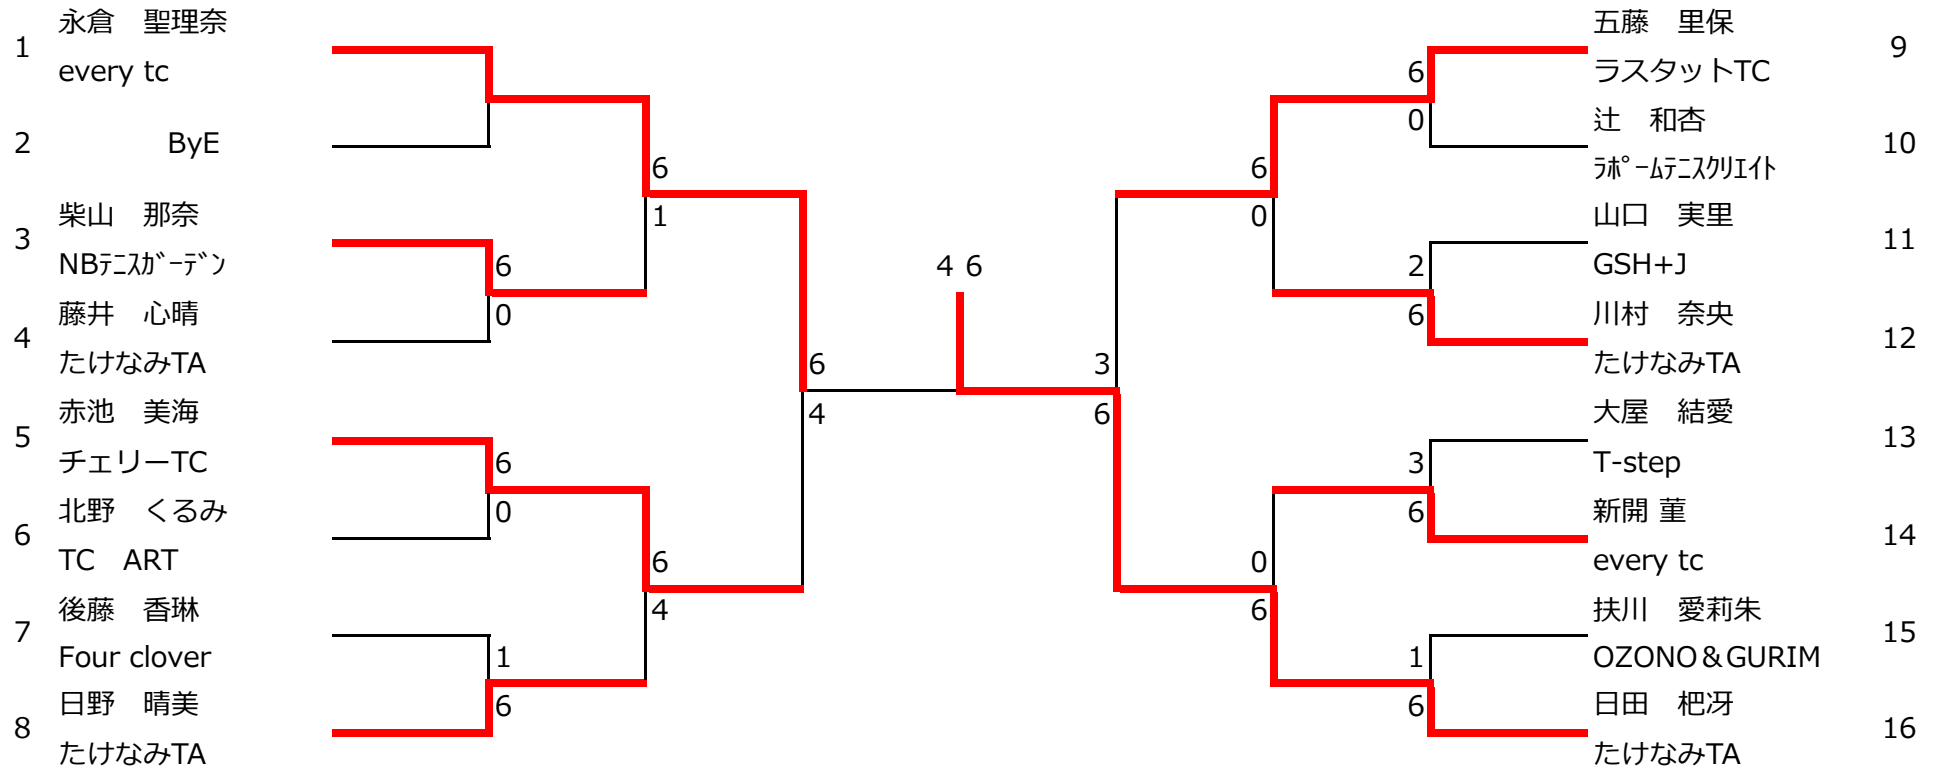 1 永倉　聖理奈
every tc
2 ByE
3 柴山　那奈
NBﾃﾆｽｶﾞｰﾃﾞﾝ
4 藤井　心晴
たけなみTA
5 赤池　美海
チェリーTC
6 北野　くるみ
TC　ART
7 後藤　香琳
Four clover
8 日野　晴美
たけなみTA
6
0
6
0
1
6
6
1
6
4
6
4
4 6
3
6
6
0
0
6
6
0
2
6
3
6
1
6
五藤　里保 9
ラスタットTC
辻　和杏 10
ﾗﾎﾟｰﾑﾃﾆｽｸﾘｴｲﾄ
山口　実里 11
GSH+J
川村　奈央 12
たけなみTA
大屋　結愛 13
T-step
新開 菫 14
every tc
扶川　愛莉朱 15
OZONO＆GURIM
日田　杷冴 16
たけなみTA